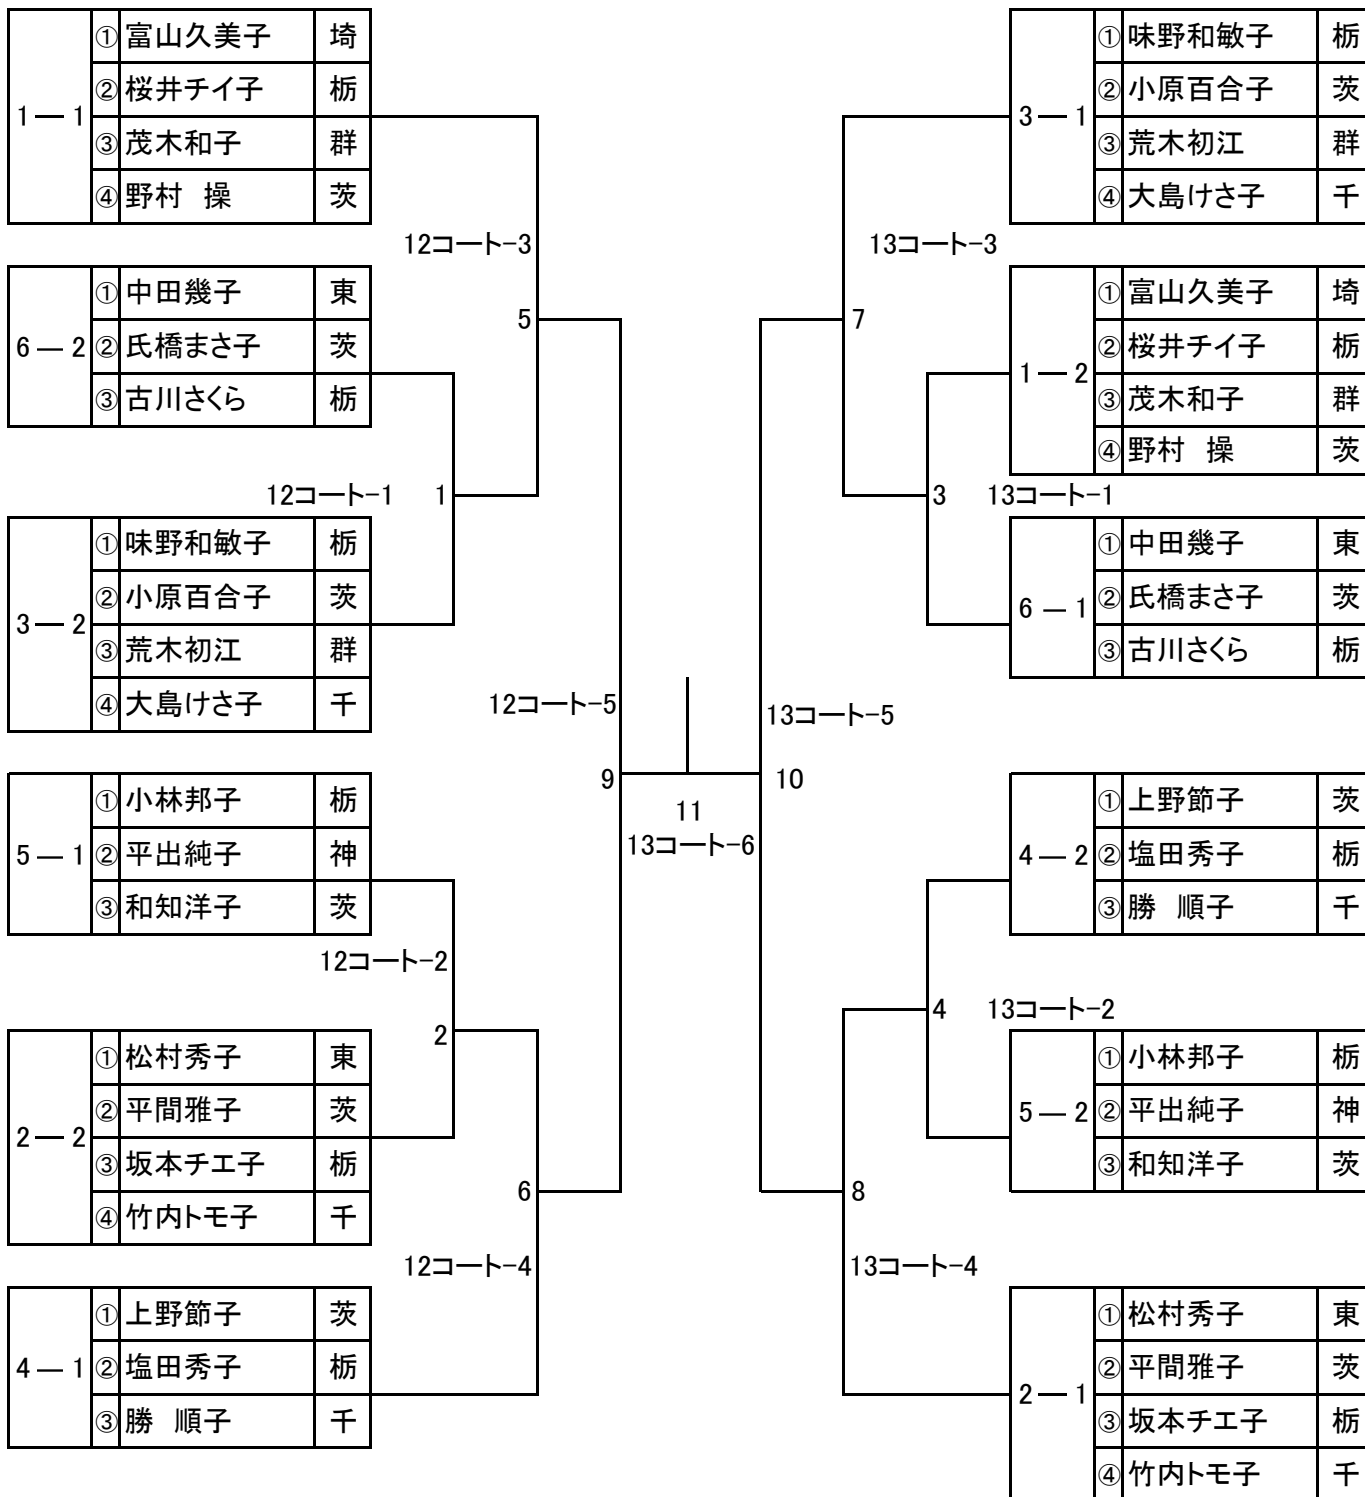 1 — 1
① 富山久美子 埼
② 桜井チイ子 栃
③ 茂木和子 群
④ 野村　操 茨
12コート-3
6 — 2
① 中田幾子 東
② 氏橋まさ子 茨
③ 古川さくら 栃
5
12コート-1 1
3 — 2
① 味野和敏子 栃
② 小原百合子 茨
③ 荒木初江 群
④ 大島けさ子 千
12コート-5
9
5 — 1
① 小林邦子 栃
② 平出純子 神
③ 和知洋子 茨
12コート-2
2
2 — 2
① 松村秀子 東
② 平間雅子 茨
③ 坂本チエ子 栃
④ 竹内トモ子 千
6
12コート-4
4 — 1
① 上野節子 茨
② 塩田秀子 栃
③ 勝　順子 千
11
13コート-6
3 — 1
① 味野和敏子 栃
② 小原百合子 茨
③ 荒木初江 群
④ 大島けさ子 千
13コート-3
7
1 — 2
① 富山久美子 埼
② 桜井チイ子 栃
③ 茂木和子 群
④ 野村　操 茨
3 13コート-1
6 — 1
① 中田幾子 東
② 氏橋まさ子 茨
③ 古川さくら 栃
13コート-5
10
4 — 2
① 上野節子 茨
② 塩田秀子 栃
③ 勝　順子 千
4 13コート-2
5 — 2
① 小林邦子 栃
② 平出純子 神
③ 和知洋子 茨
8
13コート-4
2 — 1
① 松村秀子 東
② 平間雅子 茨
③ 坂本チエ子 栃
④ 竹内トモ子 千